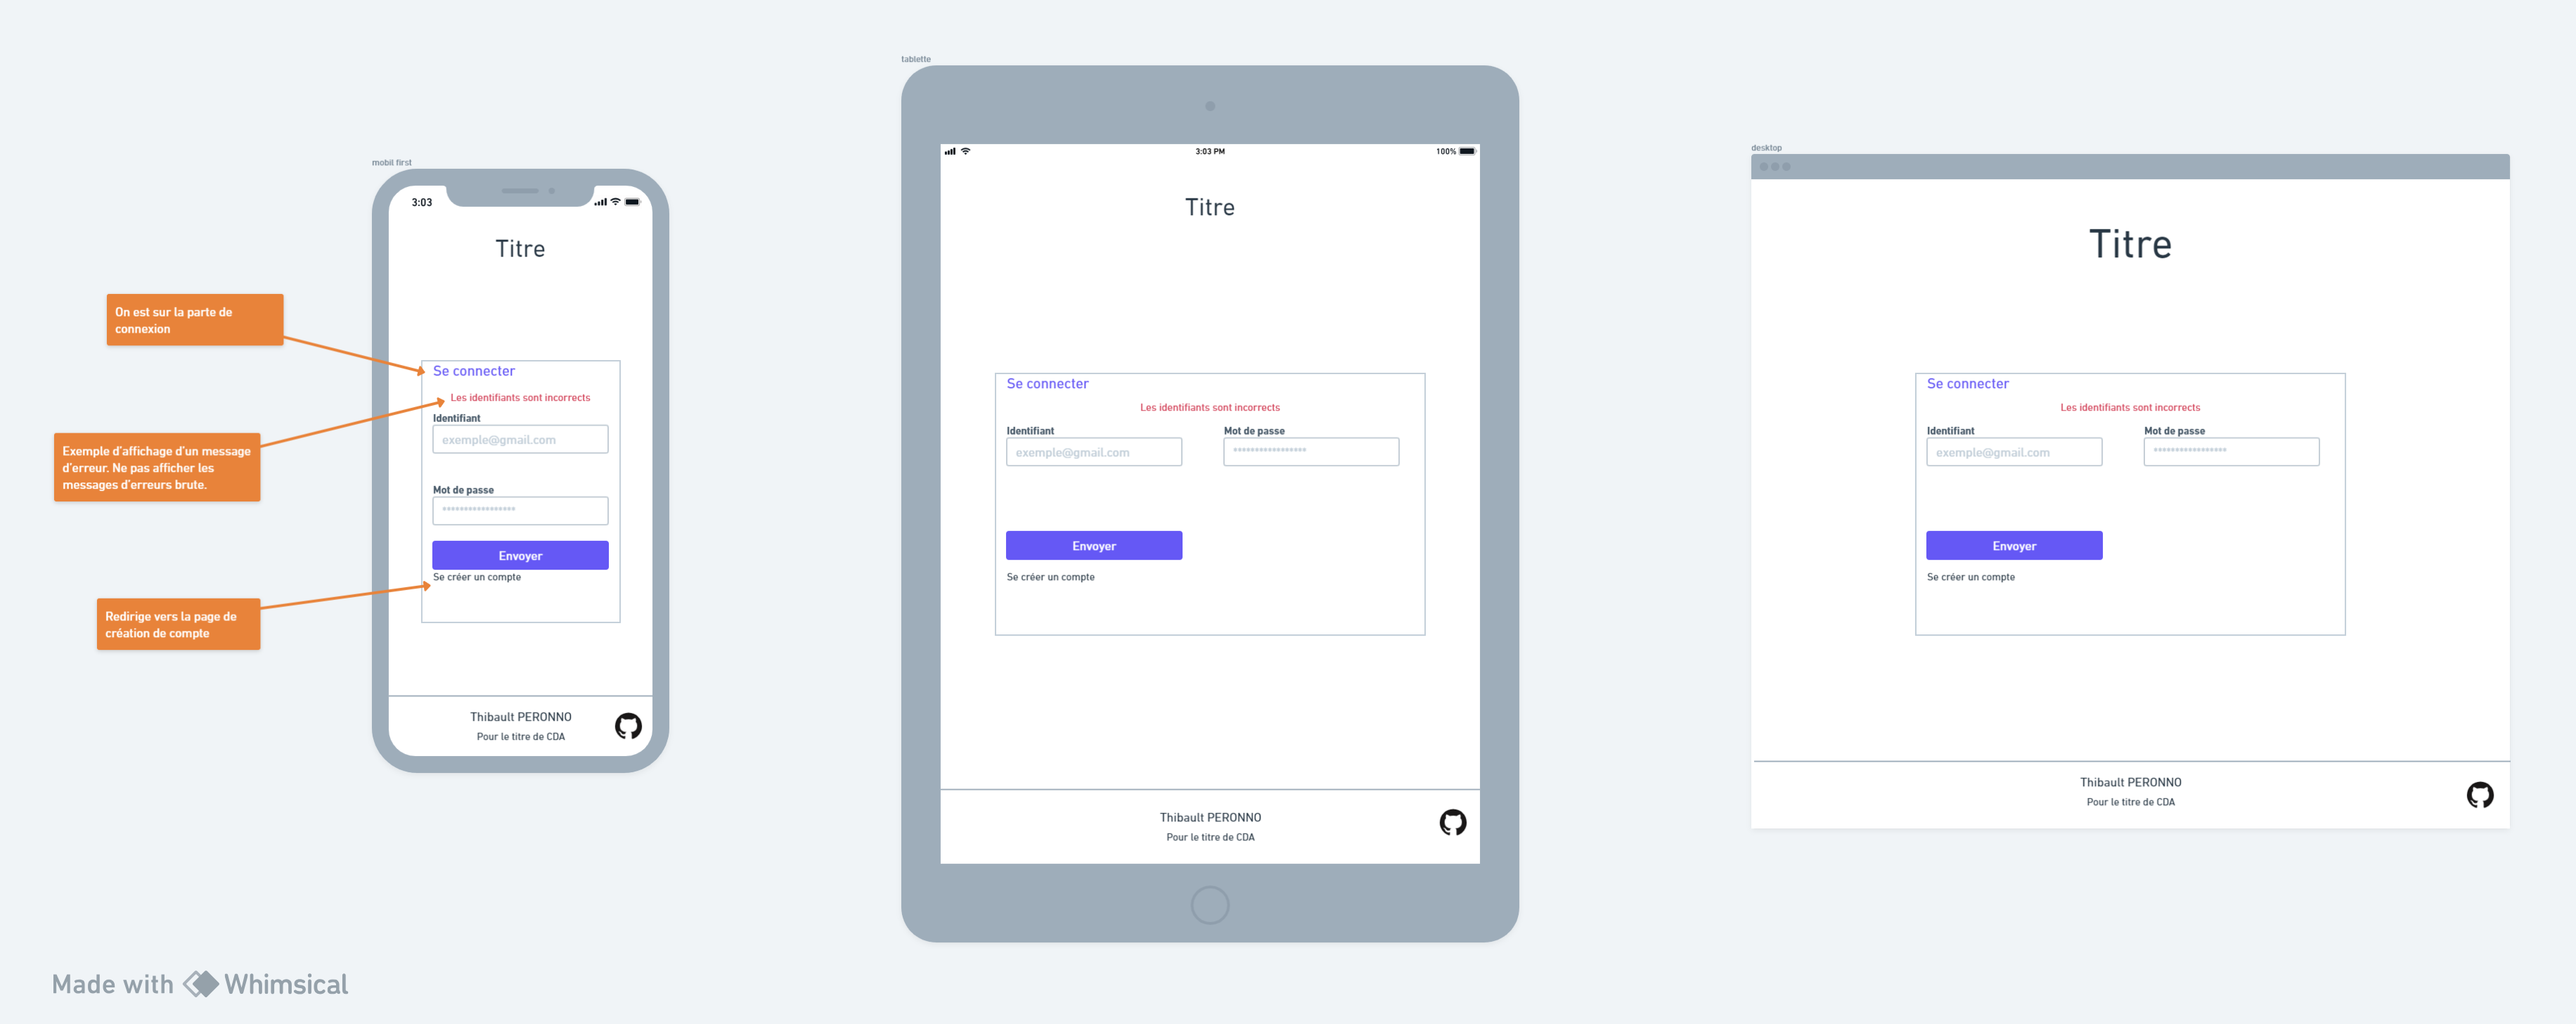 mobil first
3:03
Titre
On est sur la parte de
connexion
Se connecter
Les identifiants sont incorrects
Identifiant
exemple@gmail.com
Exemple d'affichage d'un message
d'erreur. Ne pas afficher les
messages d'erreurs brute.
Mot de passe
*****************
Envoyer
Se créer un compte
Redirige vers la page de
création de compte
Thibault PERONNO
Pour le titre de CDA
tablette
3:03 PM
100%
Titre
Se connecter
Les identifiants sont incorrects
Identifiant
Mot de passe
exemple@gmail.com
*****************
Envoyer
Se créer un compte
Thibault PERONNO
Pour le titre de CDA
desktop
Titre
Se connecter
Les identifiants sont incorrects
Identifiant
Mot de passe
exemple@gmail.com
*****************
Envoyer
Se créer un compte
Thibault PERONNO
Pour le titre de CDA
Made with Whimsical